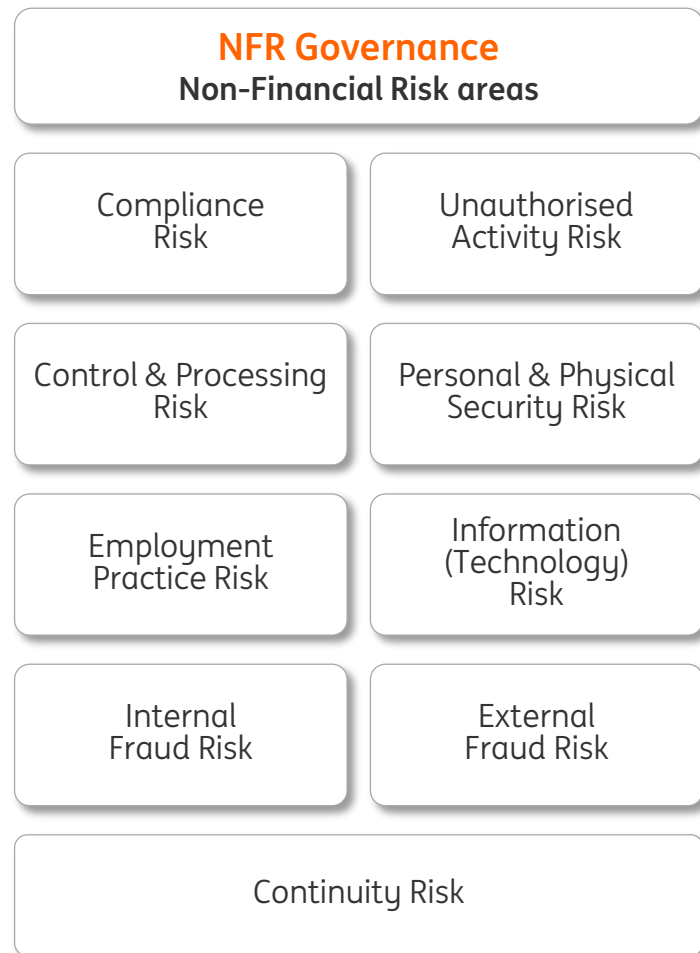 NFR Governance
Non-Financial Risk areas
Compliance
Risk
Unauthorised
Activity Risk
Control & Processing
Risk
Personal & Physical
Security Risk
Employment
Practice Risk
Information
(Technology)
Risk
Internal
Fraud Risk
External
Fraud Risk
Continuity Risk